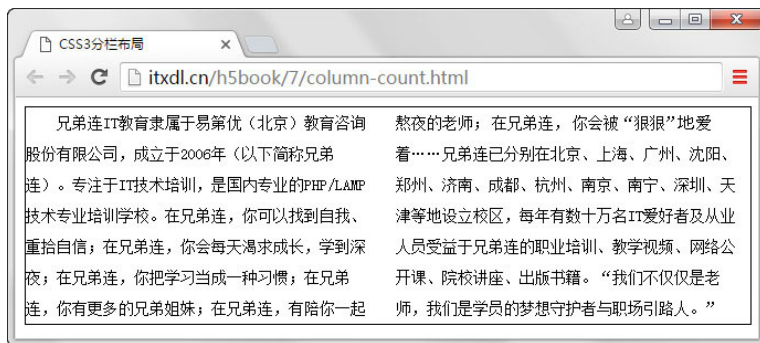 CSS3分栏布局
itxdl.cn/h5book/7/column-count.html
兄弟连IT教育隶属于易第优（北京）教育咨询
股份有限公司，成立于2006年（以下简称兄弟
连）。专注于IT技术培训，是国内专业的PHP/LAMP
技术专业培训学校。在兄弟连，你可以找到自我、
重拾自信；在兄弟连，你会每天渴求成长，学到深
夜；在兄弟连，你把学习当成一种习惯；在兄弟
连，你有更多的兄弟姐妹；在兄弟连，有陪你一起
熬夜的老师；在兄弟连，你会被“狠狠”地爱
着……兄弟连已分别在北京、上海、广州、沈阳、
郑州、济南、成都、杭州、南京、南宁、深圳、天
津等地设立校区，每年有数十万名IT爱好者及从业
人员受益于兄弟连的职业培训、教学视频、网络公
开课、院校讲座、出版书籍。“我们不仅仅是老
师，我们是学员的梦想守护者与职场引路人。”